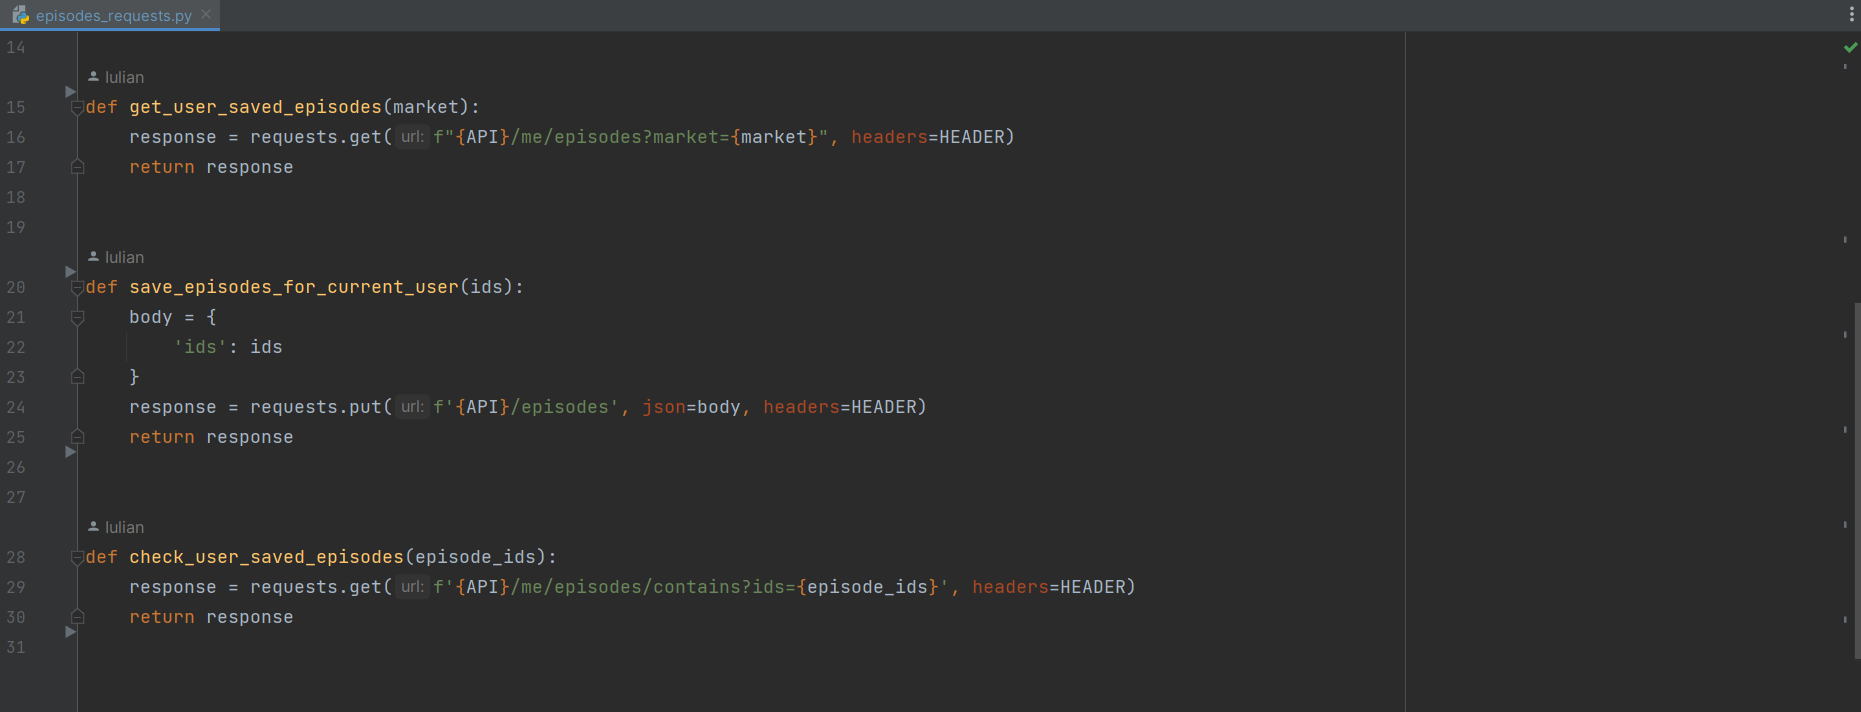 episodes_requests.py
14
Iulian
15 def get_user_saved_episodes(market):
16     response = requests.get( url: f"{API}/me/episodes?market={market}", headers=HEADER)
17     return response
18
19
Iulian
20 def save_episodes_for_current_user(ids):
21     body = {
22         'ids': ids
23     }
24     response = requests.put( url: f'{API}/episodes', json=body, headers=HEADER)
25     return response
26
27
Iulian
28 def check_user_saved_episodes(episode_ids):
29     response = requests.get( url: f'{API}/me/episodes/contains?ids={episode_ids}', headers=HEADER)
30     return response
31